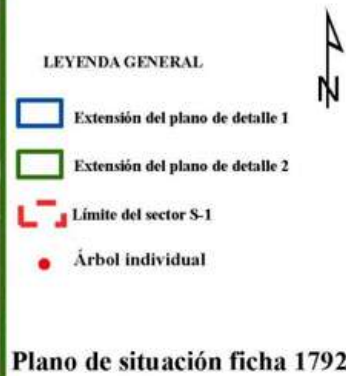 N
LEYENDA GENERAL
Extensión del plano de detalle 1
Extensión del plano de detalle 2
Límite del sector S-1
Árbol individual
Plano de situación ficha 1792